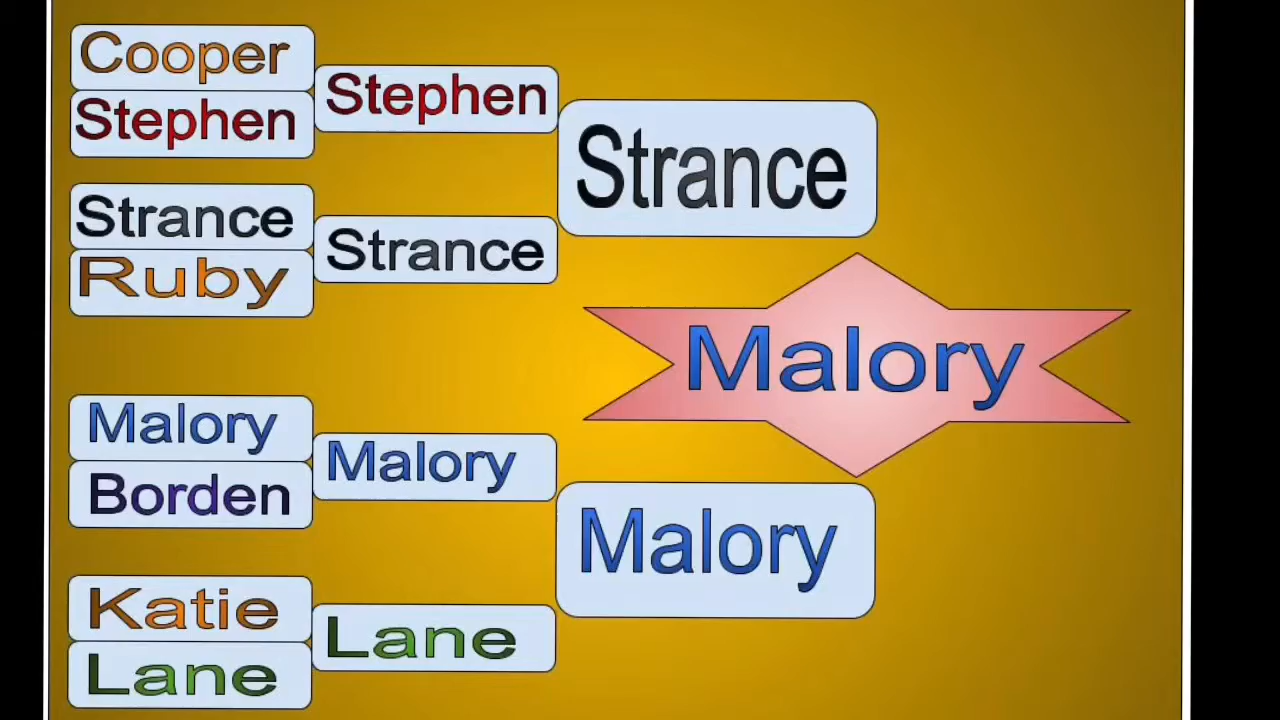 Cooper
Stephen
Stephen
Strance
Strance
Ruby
Strance
Malory
Malory
Borden
Malory
Malory
Katie
Lane
Lane